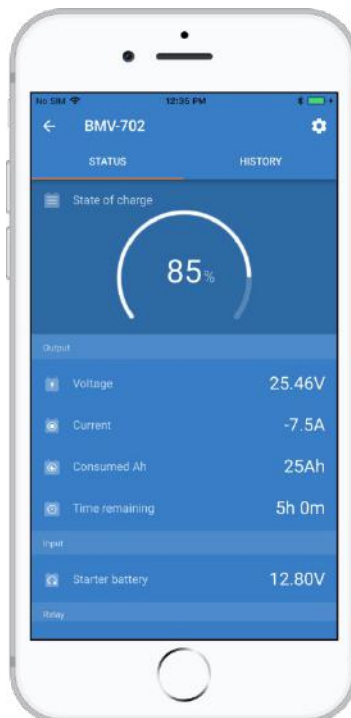 No SIM 12:35 PM
BMV-702
STATUS HISTORY
State of charge
85%
Output
Voltage 25.46V
Current -7.5A
Consumed Ah 25Ah
Time remaining 5h 0m
Input
Starter battery 12.80V
Relay